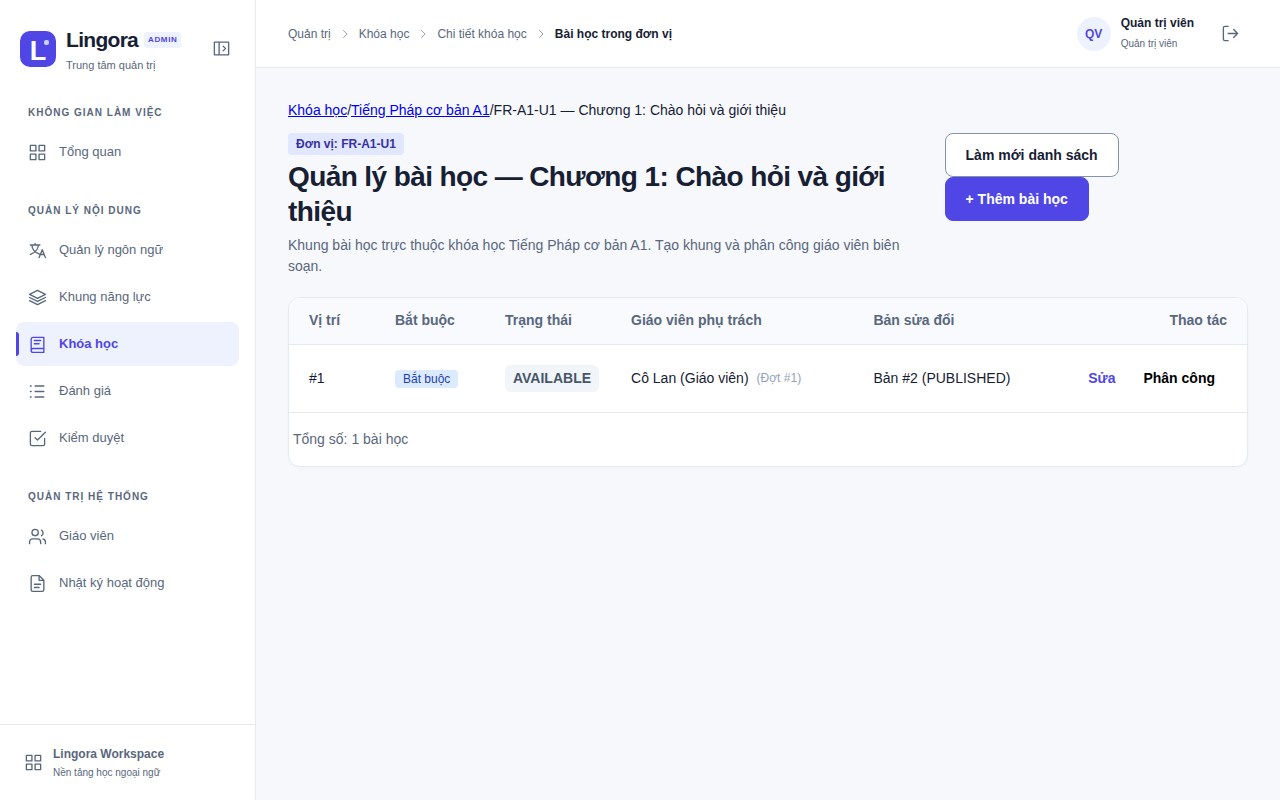 Lingora ADMIN
Trung tâm quản trị
KHÔNG GIAN LÀM VIỆC
Tổng quan
QUẢN LÝ NỘI DUNG
Quản lý ngôn ngữ
Khung năng lực
Khóa học
Đánh giá
Kiểm duyệt
QUẢN TRỊ HỆ THỐNG
Giáo viên
Nhật ký hoạt động
Lingora Workspace
Nền tảng học ngoại ngữ
Quản trị > Khóa học > Chi tiết khóa học > Bài học trong đơn vị
QV
Quản trị viên
Quản trị viên
Khóa học/Tiếng Pháp cơ bản A1/FR-A1-U1 — Chương 1: Chào hỏi và giới thiệu
Đơn vị: FR-A1-U1
Quản lý bài học — Chương 1: Chào hỏi và giới
thiệu
Khung bài học trực thuộc khóa học Tiếng Pháp cơ bản A1. Tạo khung và phân công giáo viên biên
soạn.
Làm mới danh sách
+ Thêm bài học
Vị trí Bắt buộc Trạng thái Giáo viên phụ trách Bản sửa đổi Thao tác
#1 Bắt buộc AVAILABLE Cô Lan (Giáo viên) (Đợt #1) Bản #2 (PUBLISHED) Sửa Phân công
Tổng số: 1 bài học